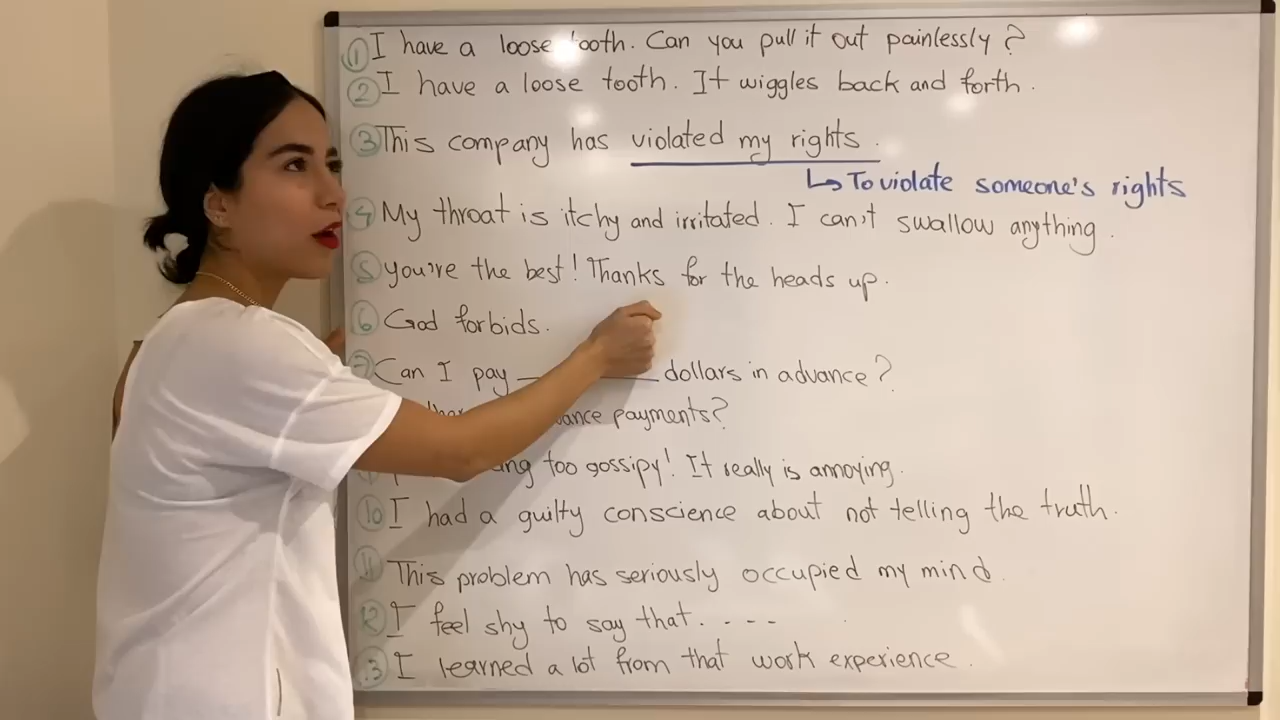 1 I have a loose tooth. Can you pull it out painlessly?
2 I have a loose tooth. It wiggles back and forth.
3 This company has violated my rights.
↳ To violate someone's rights
4 My throat is itchy and irritated. I can't swallow anything.
5 you're the best! Thanks for the heads up.
6 God forbids.
7 Can I pay ______ dollars in advance?
payments?
too gossipy! It really is annoying.
10 I had a guilty conscience about not telling the truth.
11 This problem has seriously occupied my mind.
12 I feel shy to say that. . . . .
13 I learned a lot from that work experience.